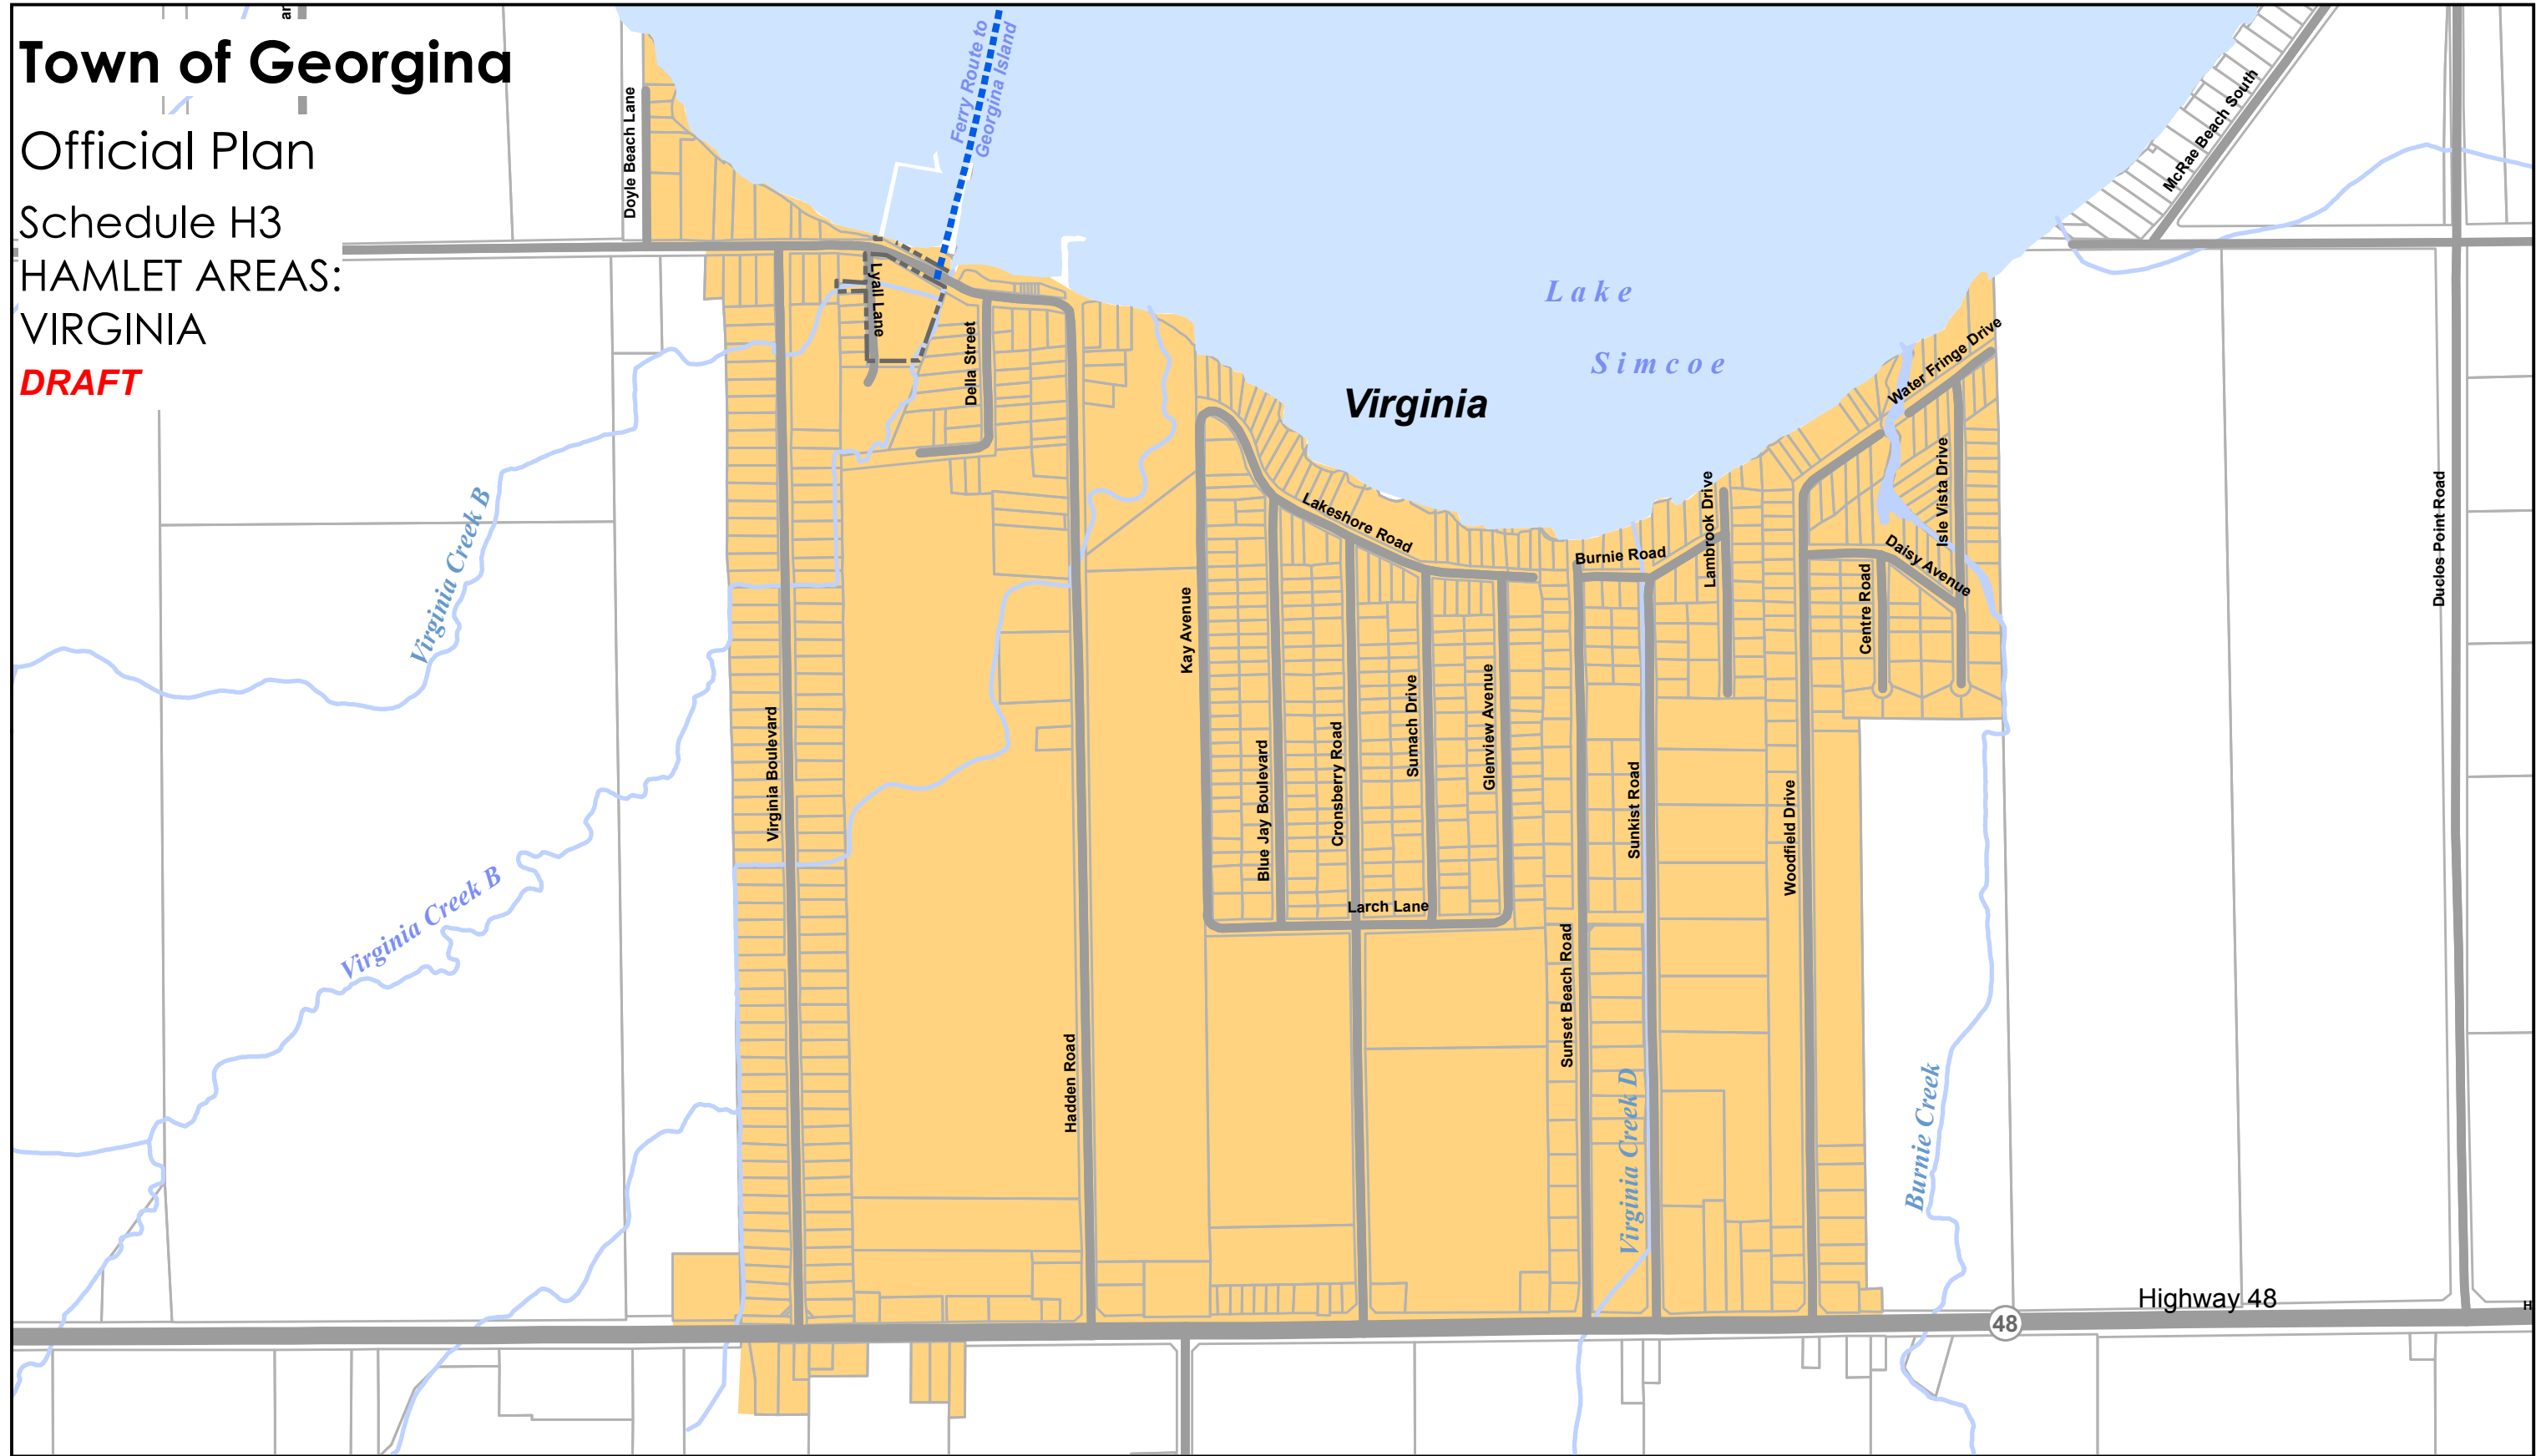 Town of Georgina
Official Plan
Schedule H3
HAMLET AREAS:
VIRGINIA
DRAFT
Doyle Beach Lane
Ferry Route to
Georgina Island
McRae Beach South
Lyall Lane
Della Street
Lake
Simcoe
Virginia
Water Fringe Drive
Isle Vista Drive
Lambrook Drive
Lakeshore Road
Burnie Road
Daisy Avenue
Centre Road
Duclos Point Road
Virginia Creek B
Kay Avenue
Virginia Boulevard
Blue Jay Boulevard
Cronsberry Road
Sumach Drive
Glenview Avenue
Sunkist Road
Woodfield Drive
Larch Lane
Virginia Creek B
Sunset Beach Road
Hadden Road
Virginia Creek D
Burnie Creek
Highway 48
48
H